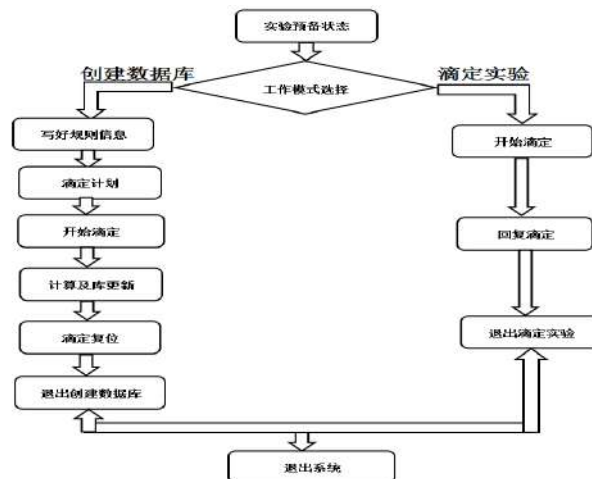 实验预备状态
创建数据库
滴定实验
工作模式选择
写好规则信息
开始滴定
滴定计划
开始滴定
回复滴定
计算及库更新
滴定复位
退出滴定实验
退出创建数据库
退出系统